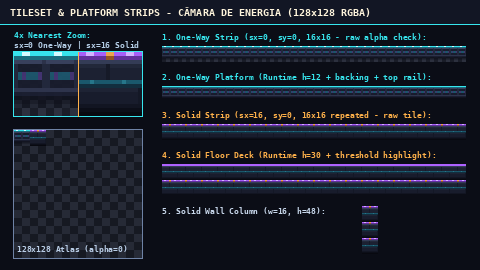 TILESET & PLATFORM STRIPS - CÂMARA DE ENERGIA (128x128 RGBA)
4x Nearest Zoom:
sx=0 One-Way | sx=16 Solid
128x128 Atlas (alpha=0)
1. One-Way Strip (sx=0, sy=0, 16x16 - raw alpha check):
2. One-Way Platform (Runtime h=12 + backing + top rail):
3. Solid Strip (sx=16, sy=0, 16x16 repeated - raw tile):
4. Solid Floor Deck (Runtime h=30 + threshold highlight):
5. Solid Wall Column (w=16, h=48):